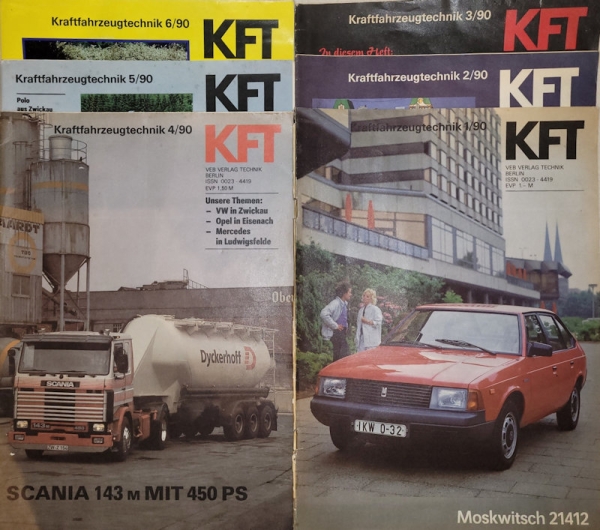 Kraftfahrzeugtechnik 6/90
KFT
Kraftfahrzeugtechnik 5/90
KFT
Polo
aus Zwickau
Kraftfahrzeugtechnik 4/90
KFT
VEB VERLAG TECHNIK
BERLIN
ISSN 0023-4419
Unsere Themen:
– VW in Zwickau
– Opel in Eisenach
– Mercedes
in Ludwigsfelde
Dyckerhoff
SCANIA
SCANIA 143 M MIT 450 PS
Kraftfahrzeugtechnik 3/90
KFT
In diesem Heft:
Kraftfahrzeugtechnik 2/90
KFT
Kraftfahrzeugtechnik 1/90
KFT
VEB VERLAG TECHNIK
BERLIN
ISSN 0023-4419
EVP 1,– M
IKW 0-32
Moskwitsch 21412